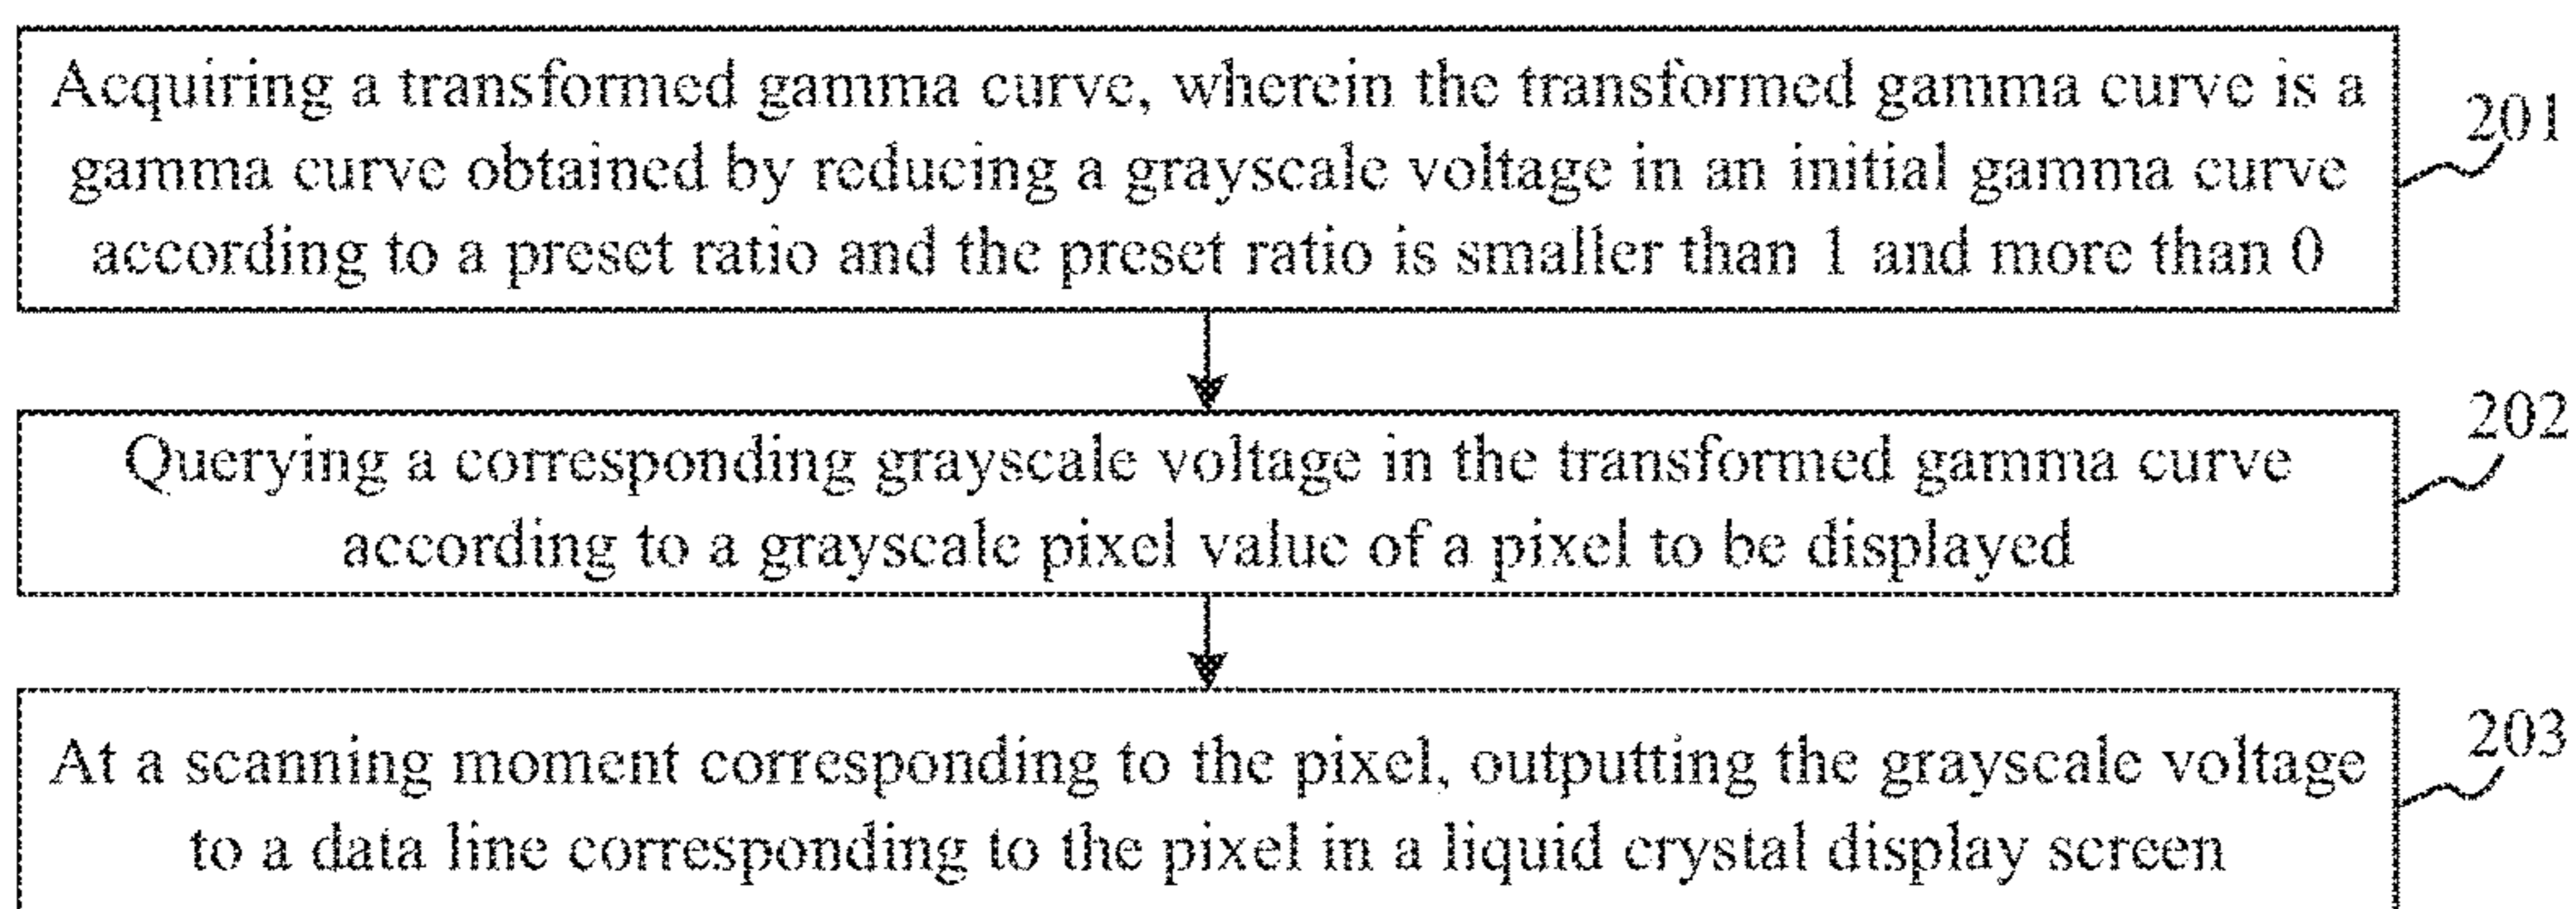 Acquiring a transformed gamma curve, wherein the transformed gamma curve is a
gamma curve obtained by reducing a grayscale voltage in an initial gamma curve
according to a preset ratio and the preset ratio is smaller than 1 and more than 0
201
Querying a corresponding grayscale voltage in the transformed gamma curve
according to a grayscale pixel value of a pixel to be displayed
202
At a scanning moment corresponding to the pixel, outputting the grayscale voltage
to a data line corresponding to the pixel in a liquid crystal display screen
203